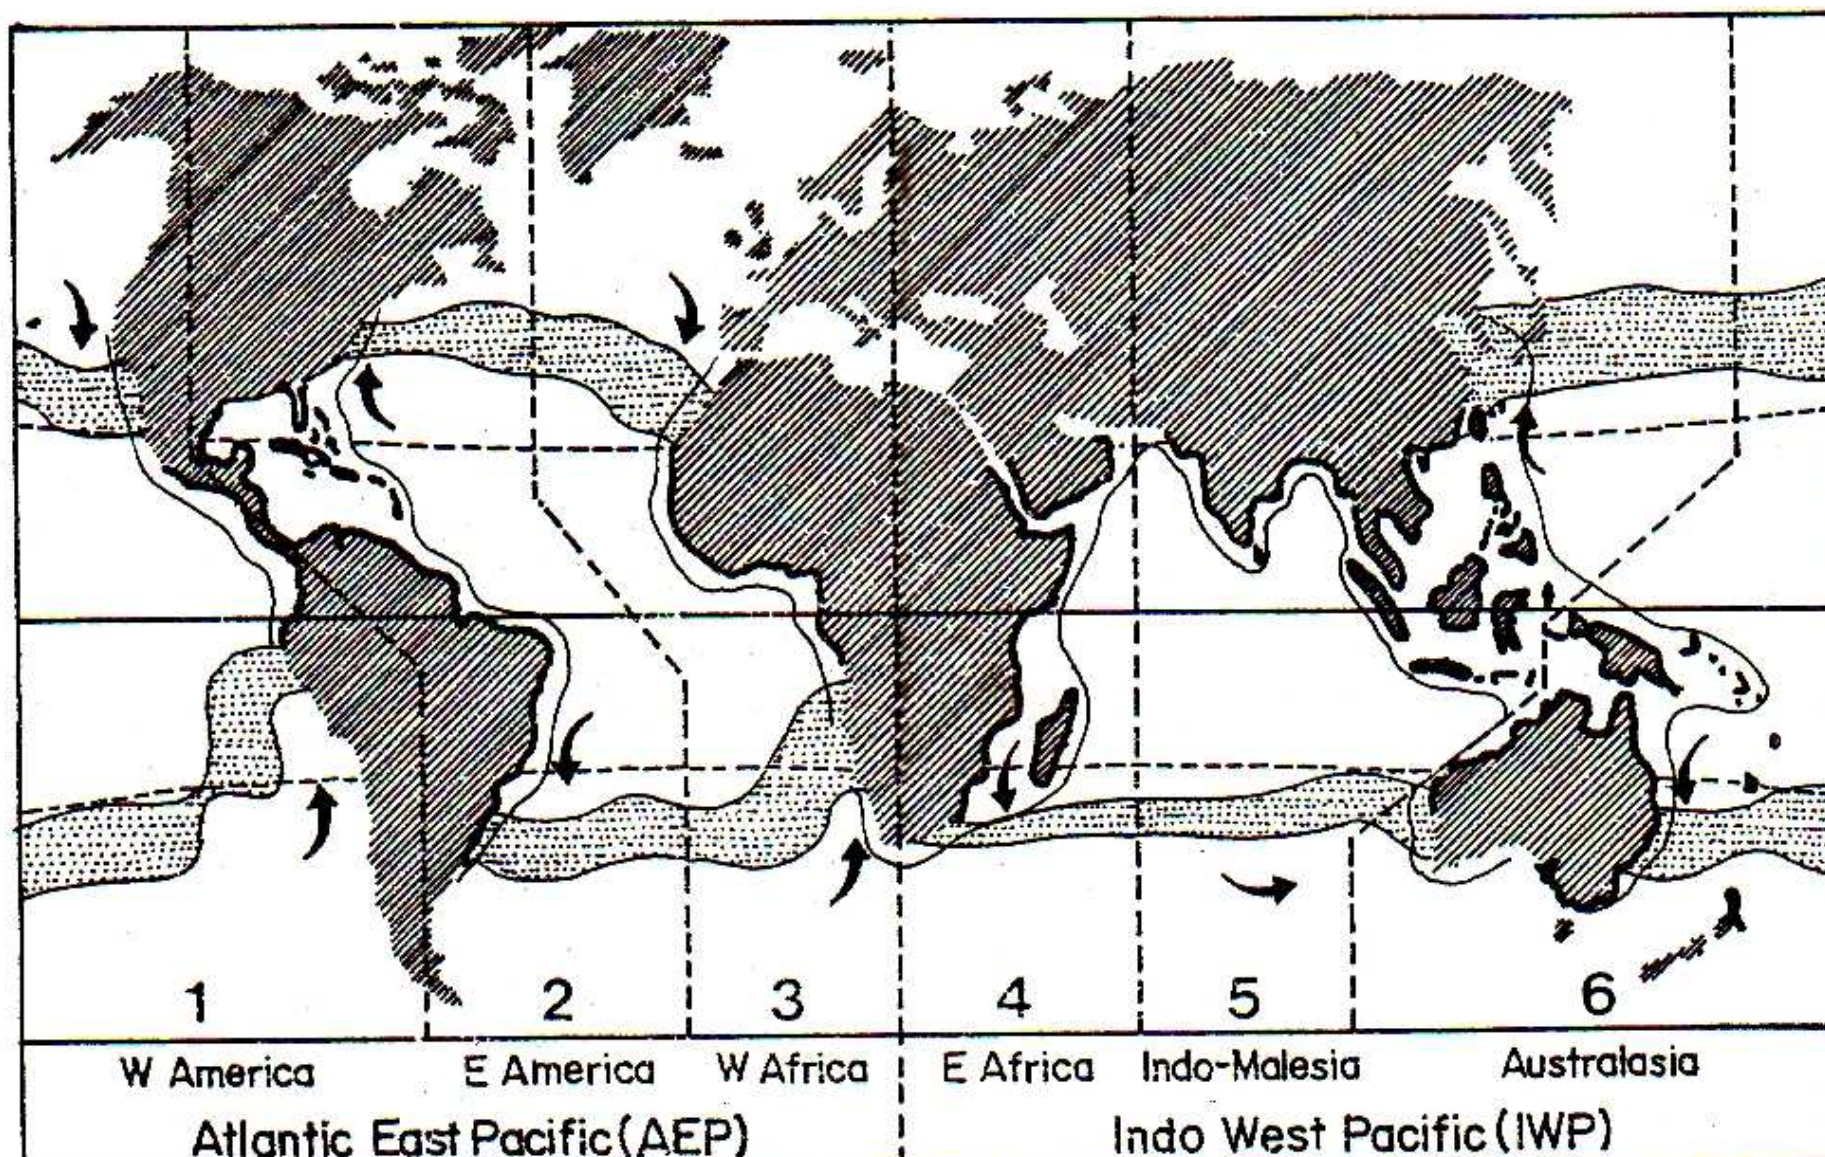 1 2 3 4 5 6
W America E America W Africa E Africa Indo-Malesia Australasia
Atlantic East Pacific (AEP) Indo West Pacific (IWP)